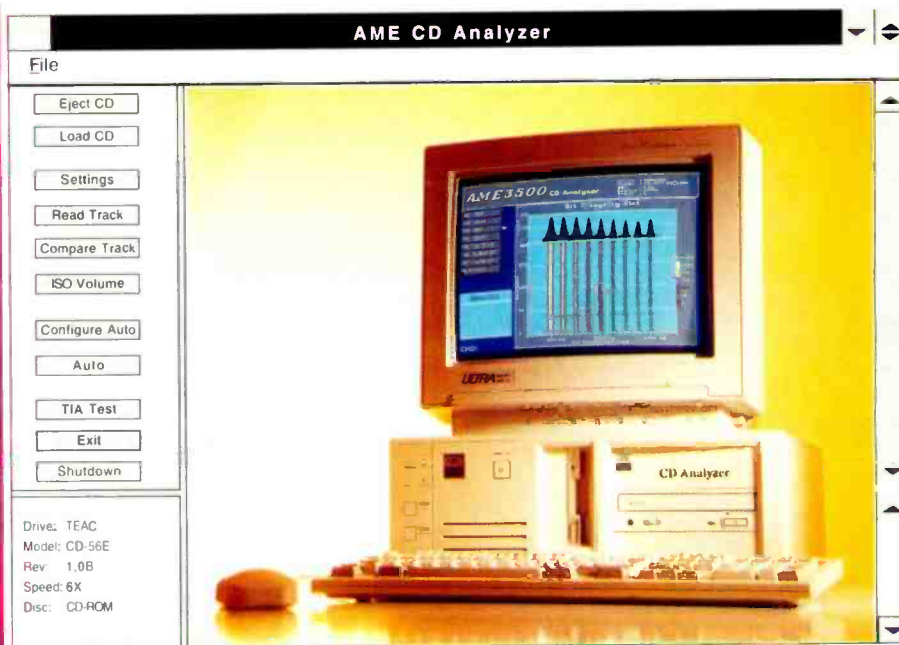 AME CD Analyzer
File
Eject CD
Load CD
Settings
Read Track
Compare Track
ISO Volume
Configure Auto
Auto
TIA Test
Exit
Shutdown
Drive: TEAC
Model: CD-56E
Rev: 1.0B
Speed: 6X
Disc: CD-ROM
AME3500 CD Analyzer
ULTRA
CD Analyzer